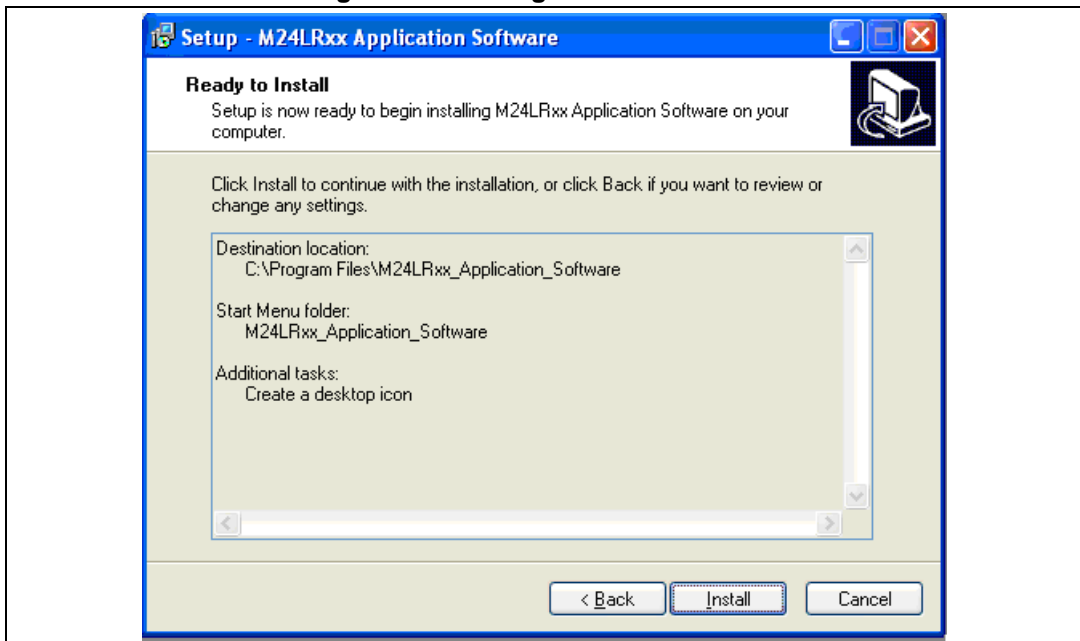 Setup - M24LRxx Application Software
Ready to Install
Setup is now ready to begin installing M24LRxx Application Software on your
computer.
Click Install to continue with the installation, or click Back if you want to review or
change any settings.
Destination location:
C:\Program Files\M24LRxx_Application_Software
Start Menu folder:
M24LRxx_Application_Software
Additional tasks:
Create a desktop icon
< Back Install Cancel